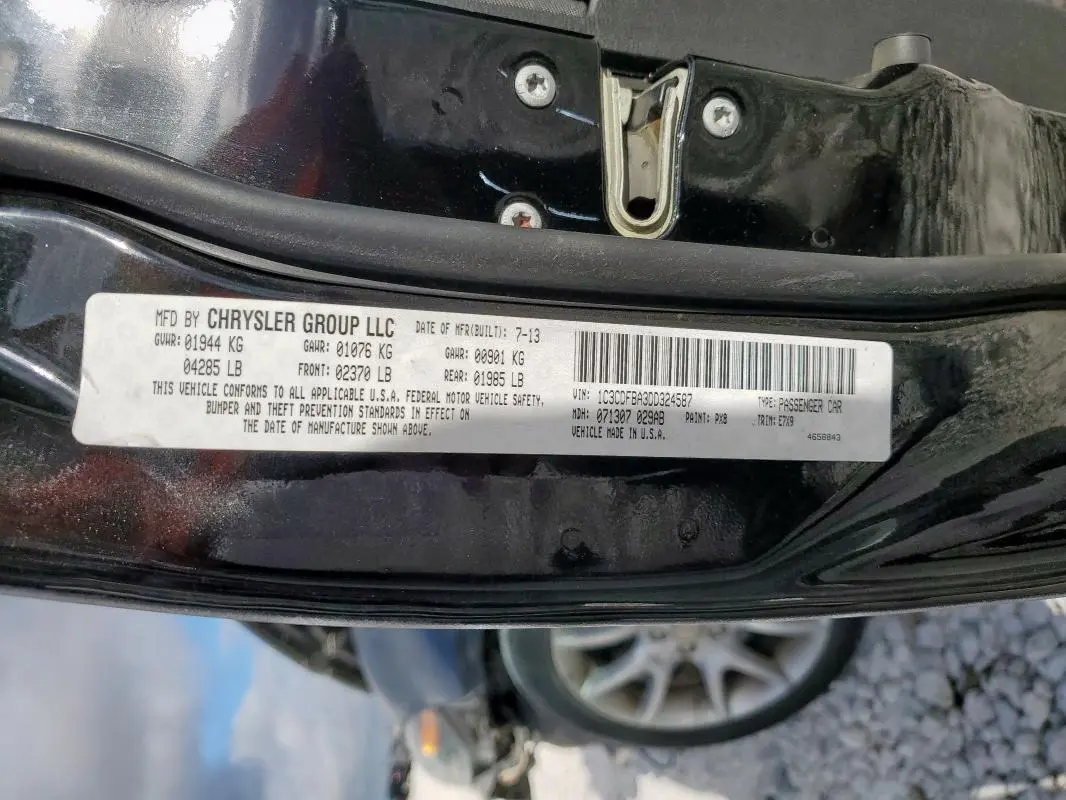 MFD BY CHRYSLER GROUP LLC DATE OF MFR(BUILT): 7-13
GVWR: 01944 KG GAWR: 01076 KG GAWR: 00901 KG
04285 LB FRONT: 02370 LB REAR: 01985 LB
THIS VEHICLE CONFORMS TO ALL APPLICABLE U.S.A. FEDERAL MOTOR VEHICLE SAFETY,
BUMPER AND THEFT PREVENTION STANDARDS IN EFFECT ON
THE DATE OF MANUFACTURE SHOWN ABOVE.
VIN: 1C3CDFBA3DD324587 TYPE: PASSENGER CAR
MDH: 071307 029AB PAINT: PX8 TRIM: E7X9
VEHICLE MADE IN U.S.A. 4658843